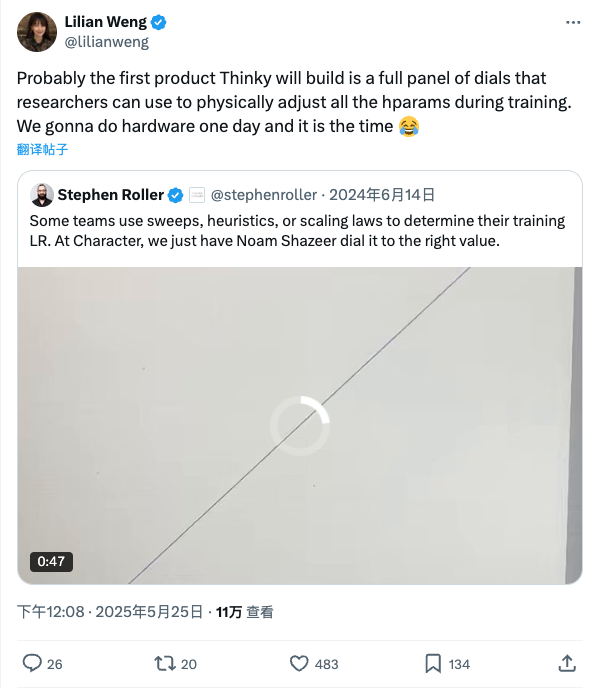 Lilian Weng
@lilianweng
Probably the first product Thinky will build is a full panel of dials that
researchers can use to physically adjust all the hparams during training.
We gonna do hardware one day and it is the time 😂
翻译帖子
Stephen Roller @stephenroller · 2024年6月14日
Some teams use sweeps, heuristics, or scaling laws to determine their training
LR. At Character, we just have Noam Shazeer dial it to the right value.
0:47
下午12:08 · 2025年5月25日 · 11万 查看
26 20 483 134